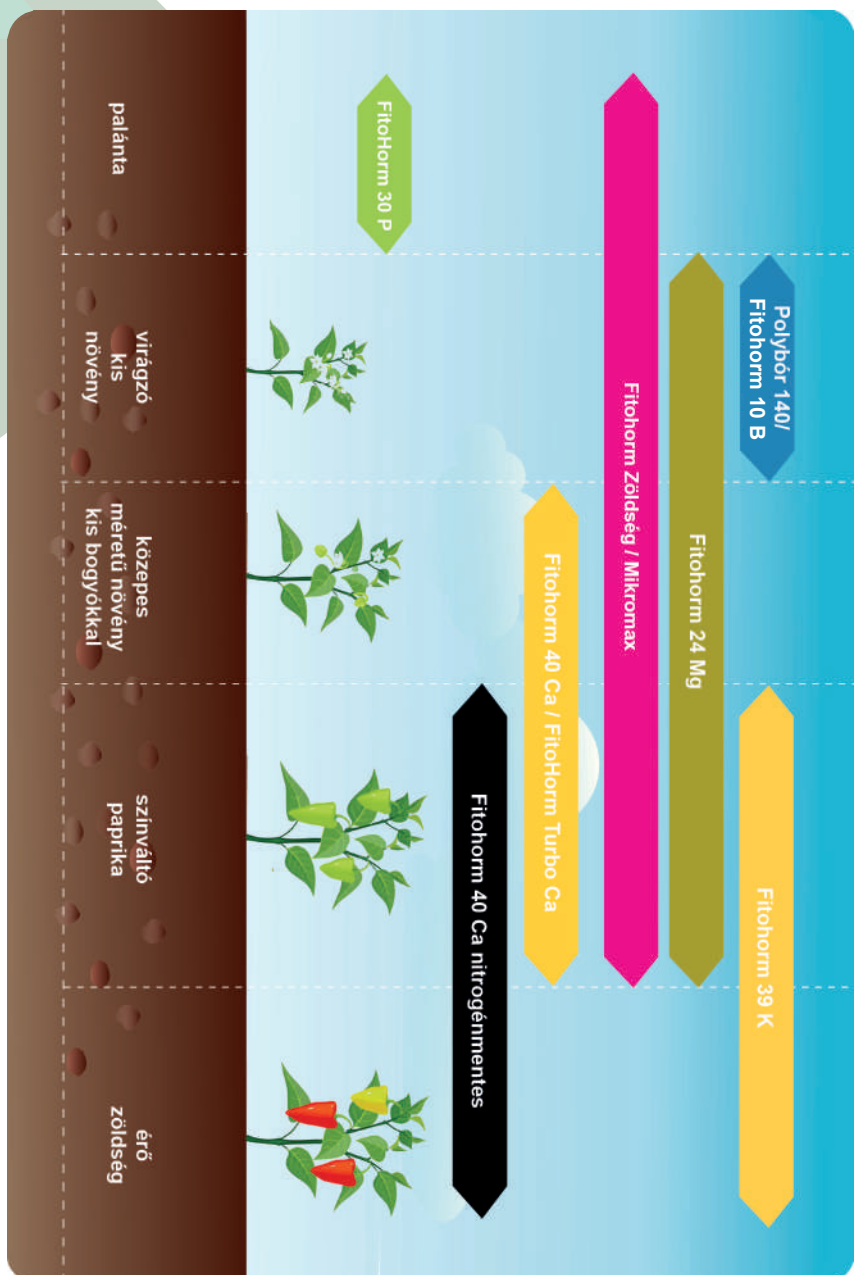 Polybór 140/
Fitohorm 10 B
Fitohorm 39 K
Fitohorm 24 Mg
Fitohorm Zöldség / Mikromax
Fitohorm 40 Ca / FitoHorm Turbo Ca
Fitohorm 40 Ca nitrogénmentes
FitoHorm 30 P
palánta
virágzó
kis
növény
közepes
méretű növény
kis bogyókkal
színváltó
paprika
érő
zöldség